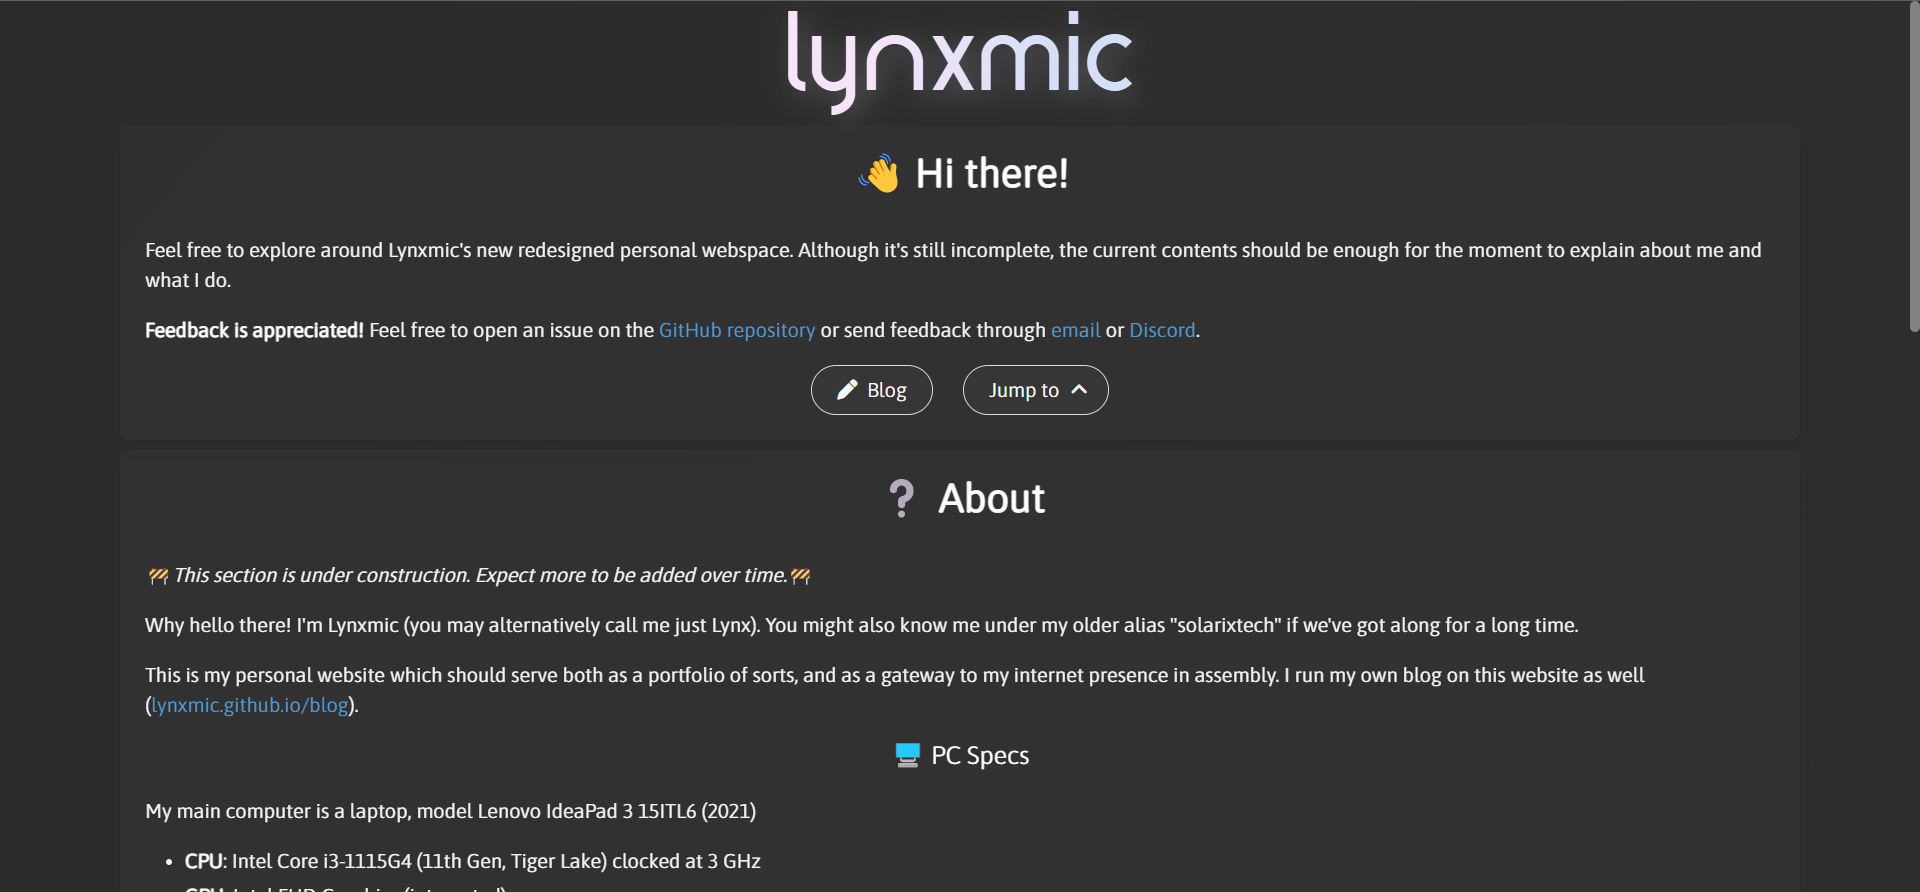 lynxmic
👋 Hi there!
Feel free to explore around Lynxmic's new redesigned personal webspace. Although it's still incomplete, the current contents should be enough for the moment to explain about me and
what I do.
Feedback is appreciated! Feel free to open an issue on the GitHub repository or send feedback through email or Discord.
Blog
Jump to
❔ About
🚧 This section is under construction. Expect more to be added over time.🚧
Why hello there! I'm Lynxmic (you may alternatively call me just Lynx). You might also know me under my older alias "solarixtech" if we've got along for a long time.
This is my personal website which should serve both as a portfolio of sorts, and as a gateway to my internet presence in assembly. I run my own blog on this website as well
(lynxmic.github.io/blog).
🖥️ PC Specs
My main computer is a laptop, model Lenovo IdeaPad 3 15ITL6 (2021)
• CPU: Intel Core i3-1115G4 (11th Gen, Tiger Lake) clocked at 3 GHz